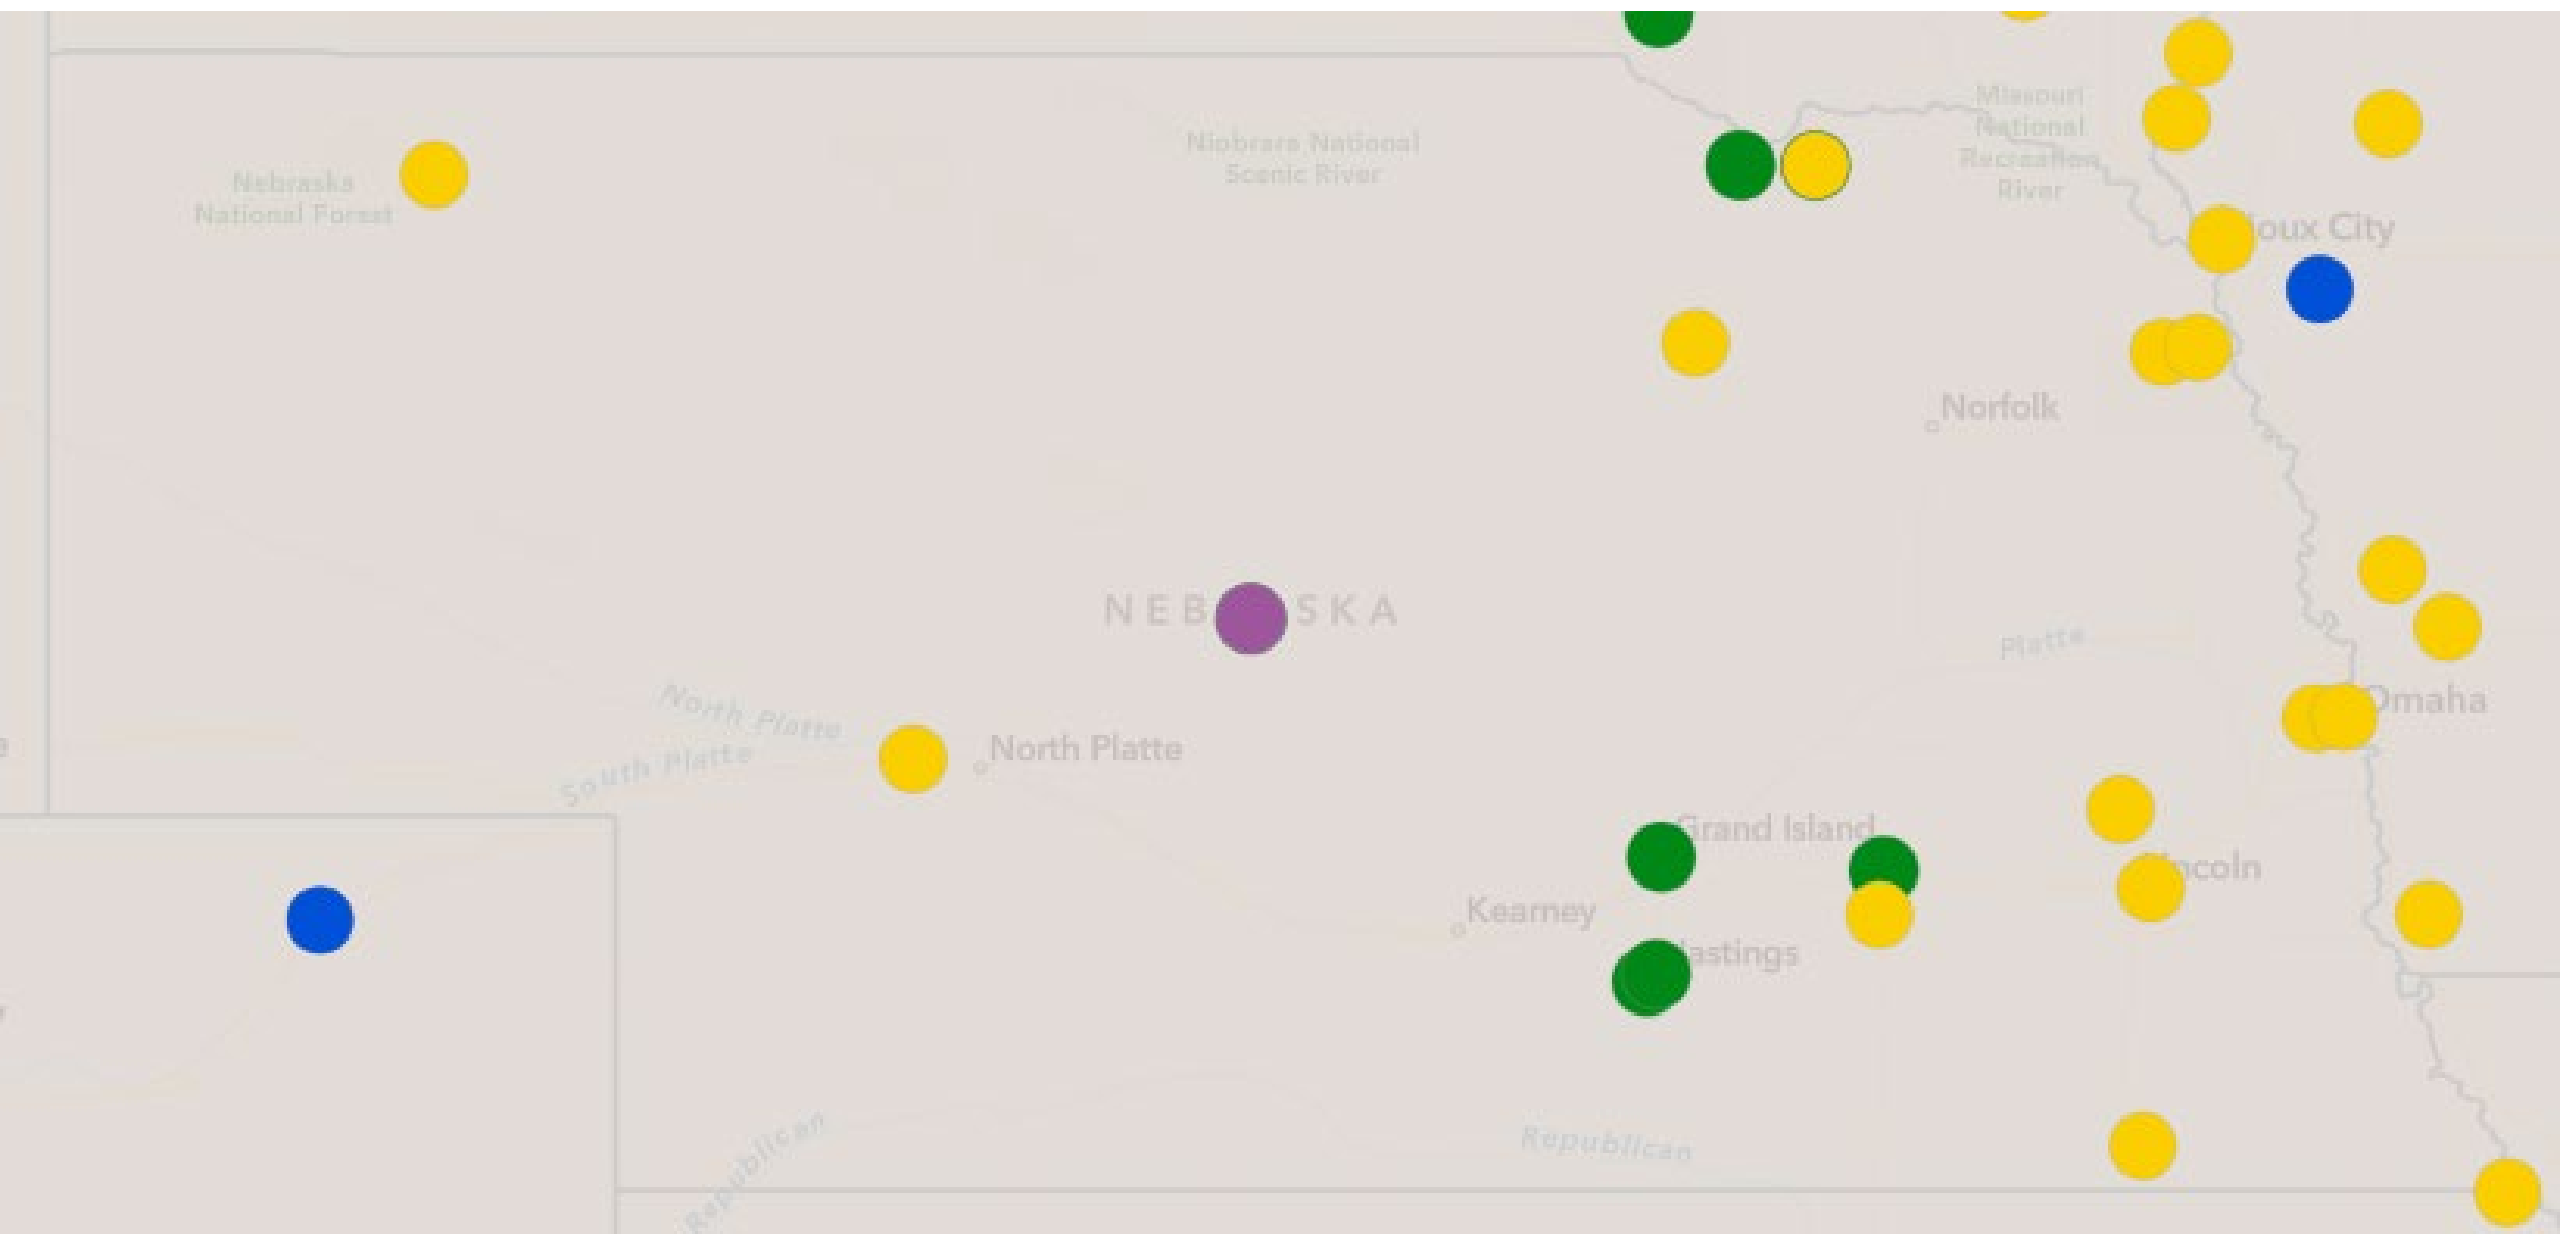 Missouri
National
Recreation
River
Niobrara National
Scenic River
Nebraska
National Forest
oux City
Norfolk
NEB SKA
Platte
North Platte
Omaha
North Platte
South Platte
Grand Island
ncoln
Kearney
astings
Republican
Republican